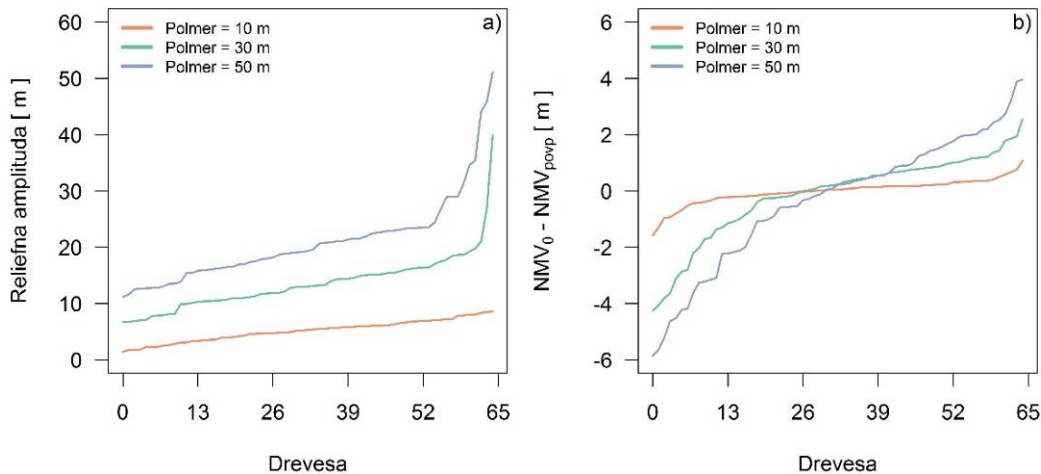 a)
Polmer = 10 m
Polmer = 30 m
Polmer = 50 m
Reliefna amplituda [ m ]
60
50
40
30
20
10
0
0 13 26 39 52 65
Drevesa
b)
Polmer = 10 m
Polmer = 30 m
Polmer = 50 m
NMV0 - NMVpovp [ m ]
6
4
2
0
-2
-4
-6
0 13 26 39 52 65
Drevesa